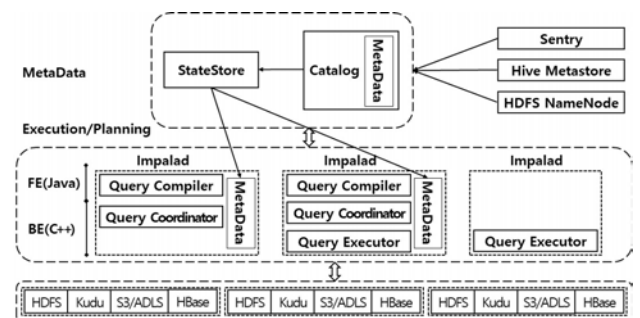 MetaData
StateStore
Catalog
MetaData
Sentry
Hive Metastore
HDFS NameNode
Execution/Planning
Impalad
Impalad
Impalad
FE(Java)
BE(C++)
Query Compiler
Query Coordinator
MetaData
Query Compiler
Query Coordinator
Query Executor
MetaData
Query Executor
HDFS Kudu S3/ADLS HBase
HDFS Kudu S3/ADLS HBase
HDFS Kudu S3/ADLS HBase